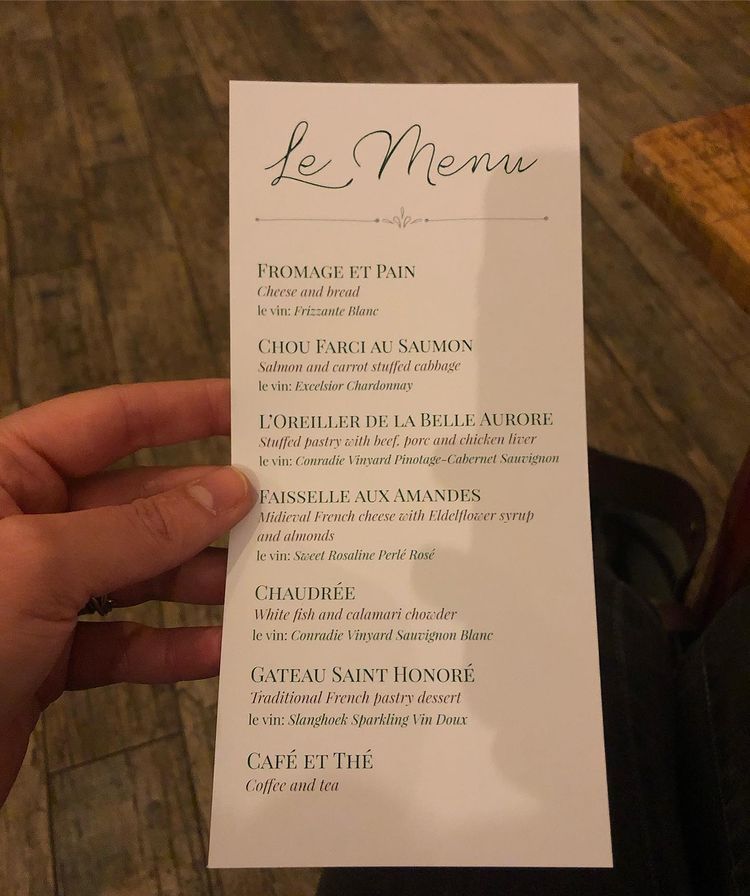 Le Menu
FROMAGE ET PAIN
Cheese and bread
le vin: Frizzante Blanc
CHOU FARCI AU SAUMON
Salmon and carrot stuffed cabbage
le vin: Excelsior Chardonnay
L'OREILLER DE LA BELLE AURORE
Stuffed pastry with beef, porc and chicken liver
le vin: Conradie Vinyard Pinotage-Cabernet Sauvignon
FAISSELLE AUX AMANDES
Midieval French cheese with Eldelflower syrup
and almonds
le vin: Sweet Rosaline Perlé Rosé
CHAUDRÉE
White fish and calamari chowder
le vin: Conradie Vinyard Sauvignon Blanc
GATEAU SAINT HONORÉ
Traditional French pastry dessert
le vin: Slanghoek Sparkling Vin Doux
CAFÉ ET THÉ
Coffee and tea